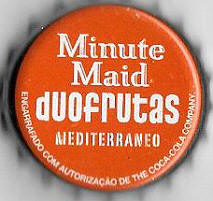 Minute
Maid
duofrutas
MEDITERRANEO
ENGARRAFADO COM AUTORIZAÇÃO DE THE COCA-COLA COMPANY.